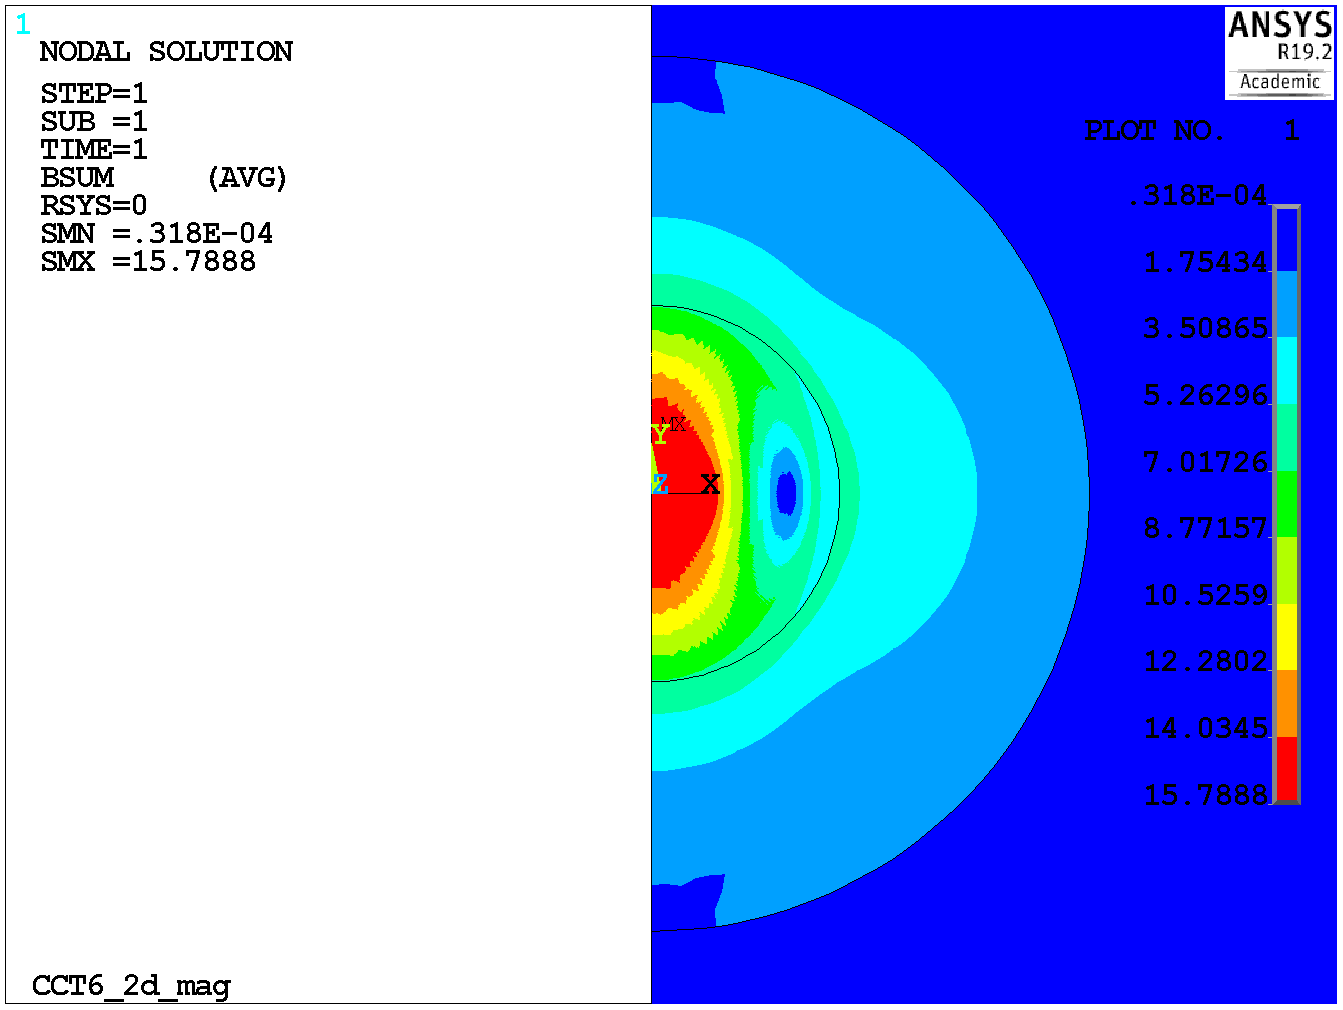 1
NODAL SOLUTION
STEP=1
SUB =1
TIME=1
BSUM (AVG)
RSYS=0
SMN =.318E-04
SMX =15.7888
ANSYS
R19.2
Academic
PLOT NO. 1
.318E-04
1.75434
3.50865
5.26296
7.01726
8.77157
10.5259
12.2802
14.0345
15.7888
MX
Y
Z
X
CCT6_2d_mag